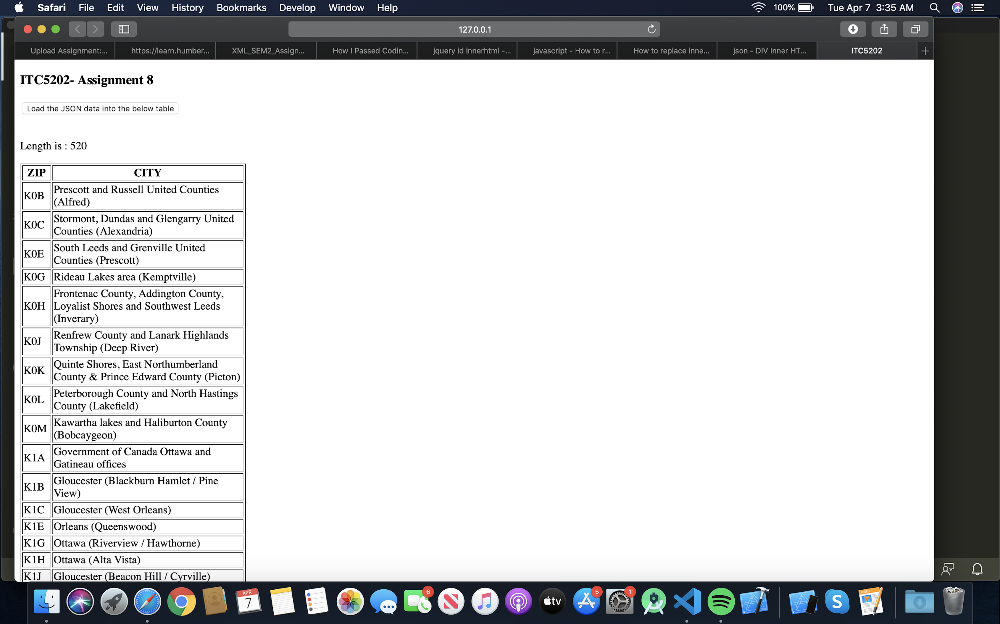 Safari File Edit View History Bookmarks Develop Window Help 100% Tue Apr 7 3:35 AM
127.0.0.1
Upload Assignment:... https://learn.humber... XML_SEM2_Assign... How I Passed Codin... jquery id innerhtml -... javascript - How to r... How to replace inne... json - DIV Inner HT... ITC5202
ITC5202- Assignment 8
Load the JSON data into the below table
Length is : 520
ZIP CITY
K0B Prescott and Russell United Counties
(Alfred)
K0C Stormont, Dundas and Glengarry United
Counties (Alexandria)
K0E South Leeds and Grenville United
Counties (Prescott)
K0G Rideau Lakes area (Kemptville)
K0H Frontenac County, Addington County,
Loyalist Shores and Southwest Leeds
(Inverary)
K0J Renfrew County and Lanark Highlands
Township (Deep River)
K0K Quinte Shores, East Northumberland
County & Prince Edward County (Picton)
K0L Peterborough County and North Hastings
County (Lakefield)
K0M Kawartha lakes and Haliburton County
(Bobcaygeon)
K1A Government of Canada Ottawa and
Gatineau offices
K1B Gloucester (Blackburn Hamlet / Pine
View)
K1C Gloucester (West Orleans)
K1E Orleans (Queenswood)
K1G Ottawa (Riverview / Hawthorne)
K1H Ottawa (Alta Vista)
K1J Gloucester (Beacon Hill / Cyrville)
APR
7
6
tv
5
1
S
PAGES